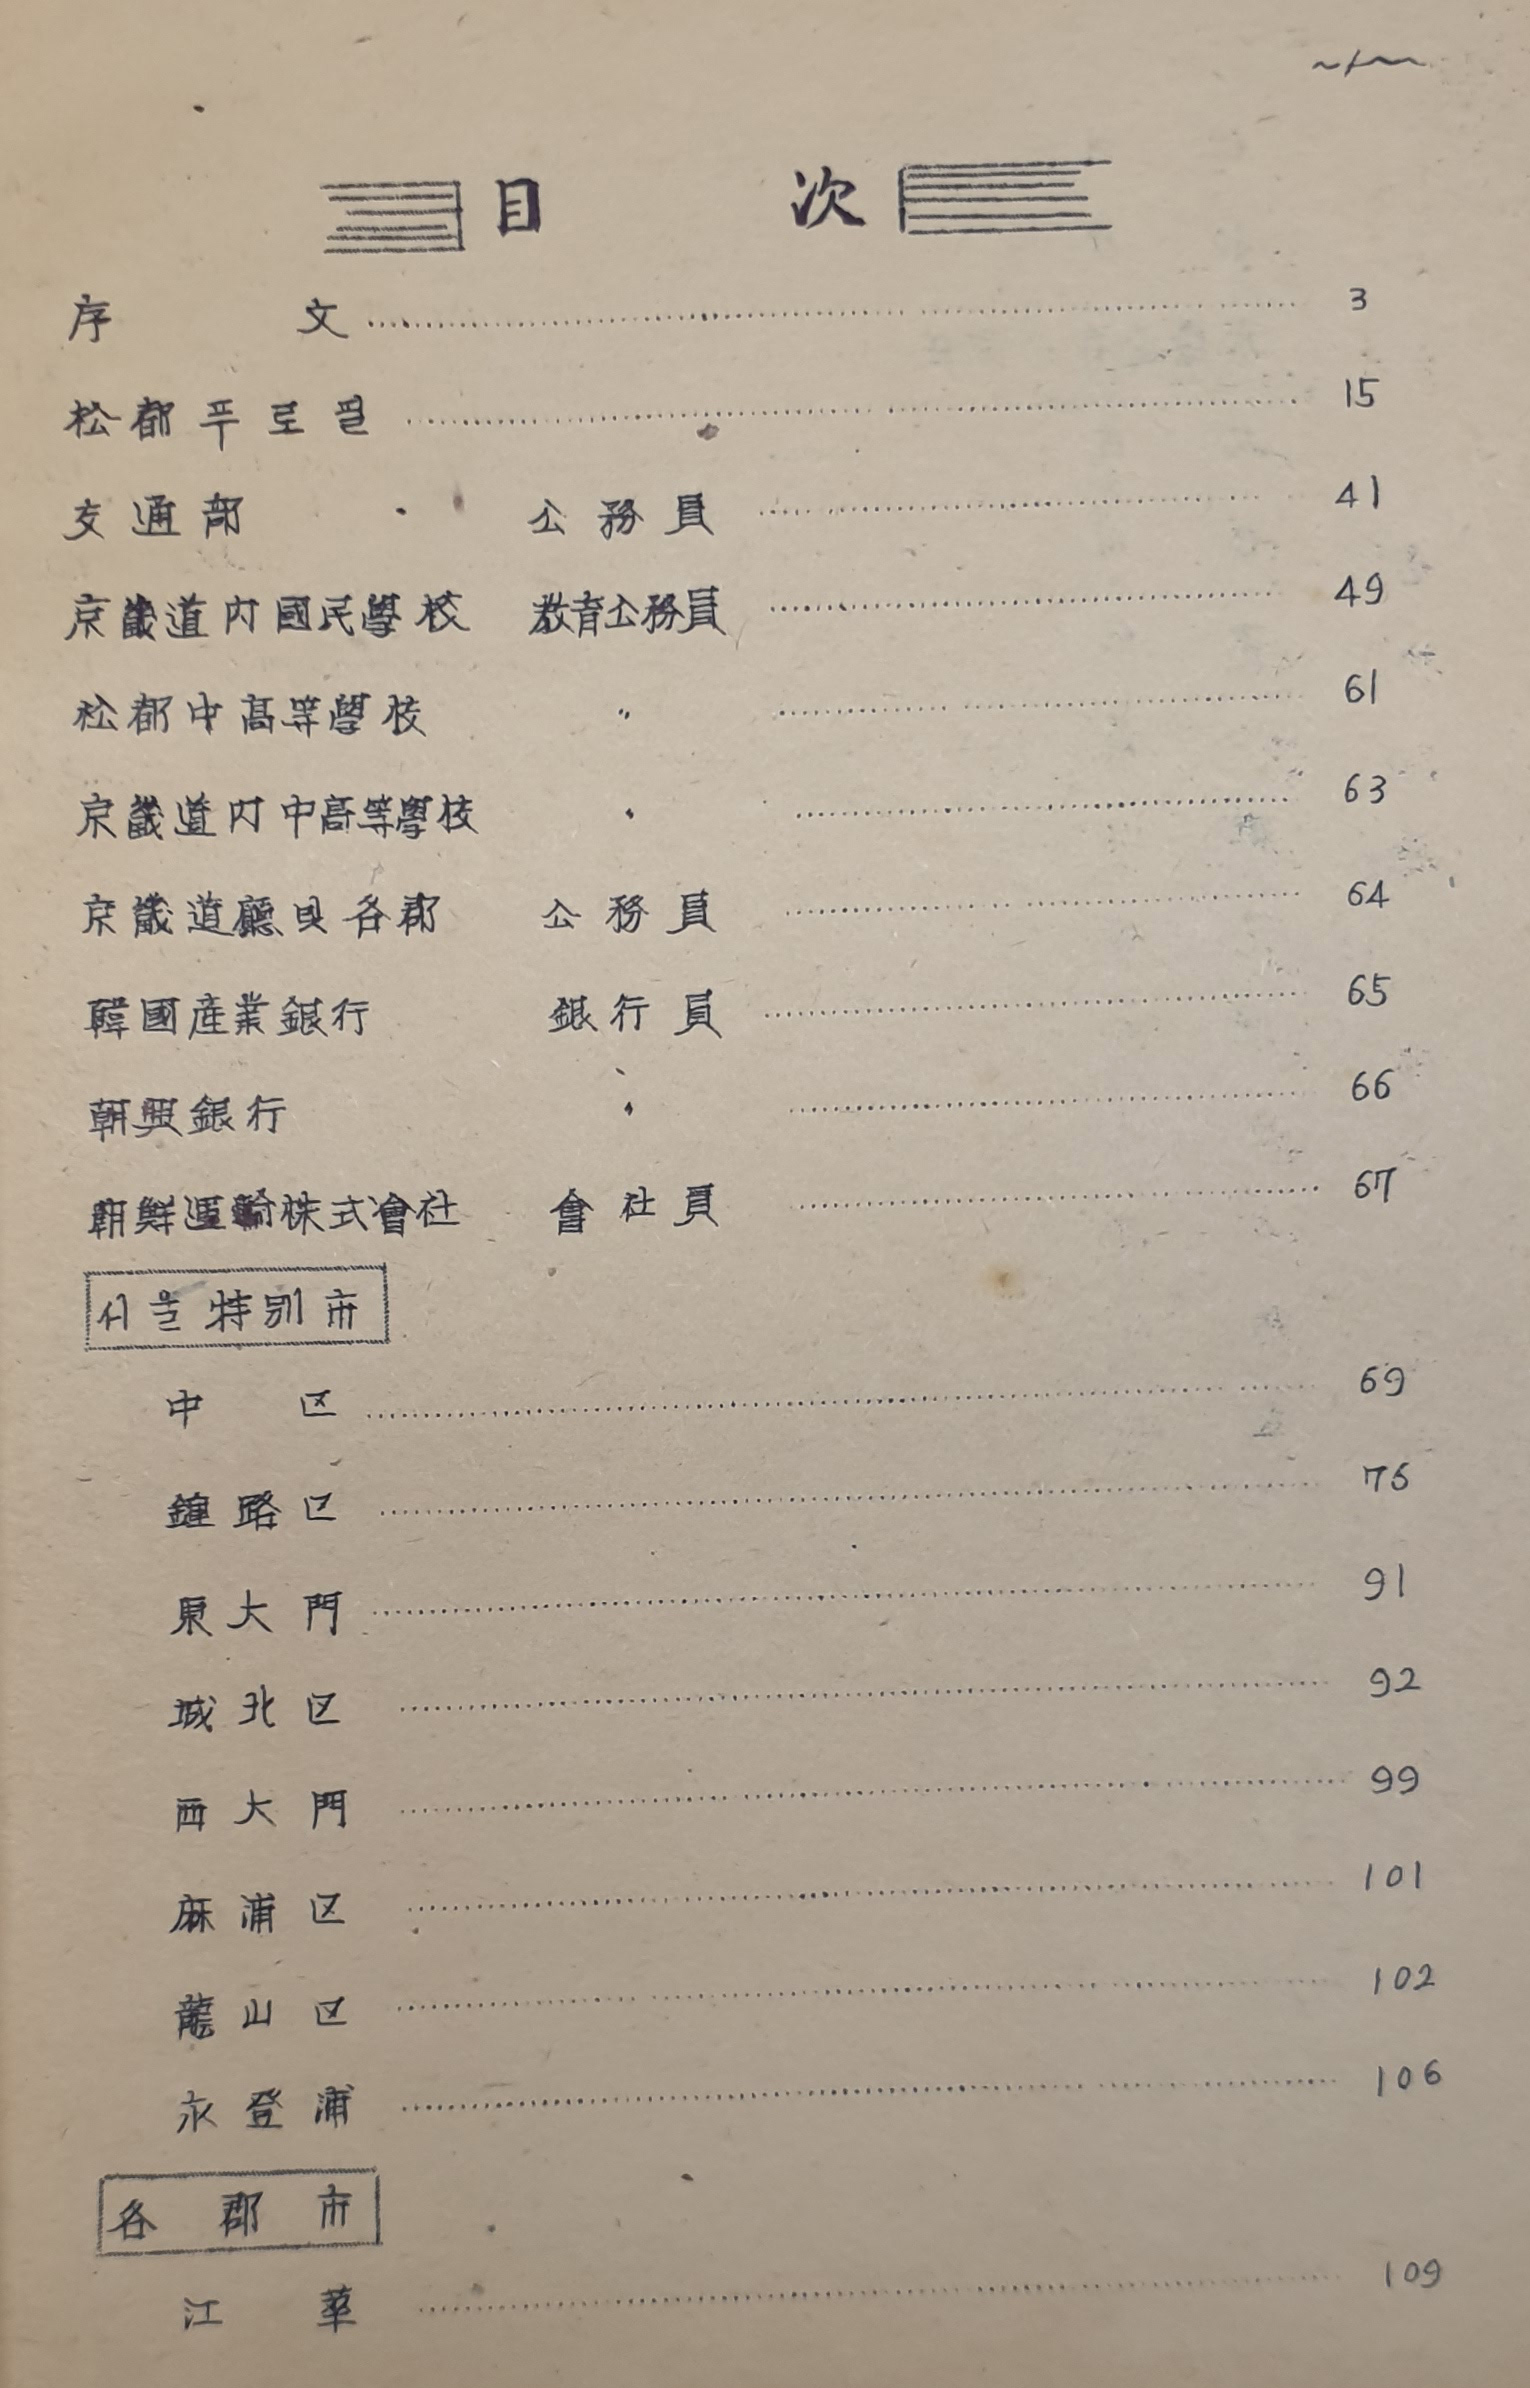 目 次
序 文 3
松都푸로필 15
交通部 公務員 41
京畿道内國民學校 教育公務員 49
松都中高等學校 〃 61
京畿道内中高等學校 〃 63
京畿道廳및各郡 公務員 64
韓國産業銀行 銀行員 65
朝興銀行 〃 66
朝鮮運輸株式會社 會社員 67
서울特別市
中 区 69
鐘路区 76
東大門 91
城北区 92
西大門 99
麻浦区 101
龍山区 102
永登浦 106
各郡市
江華 109